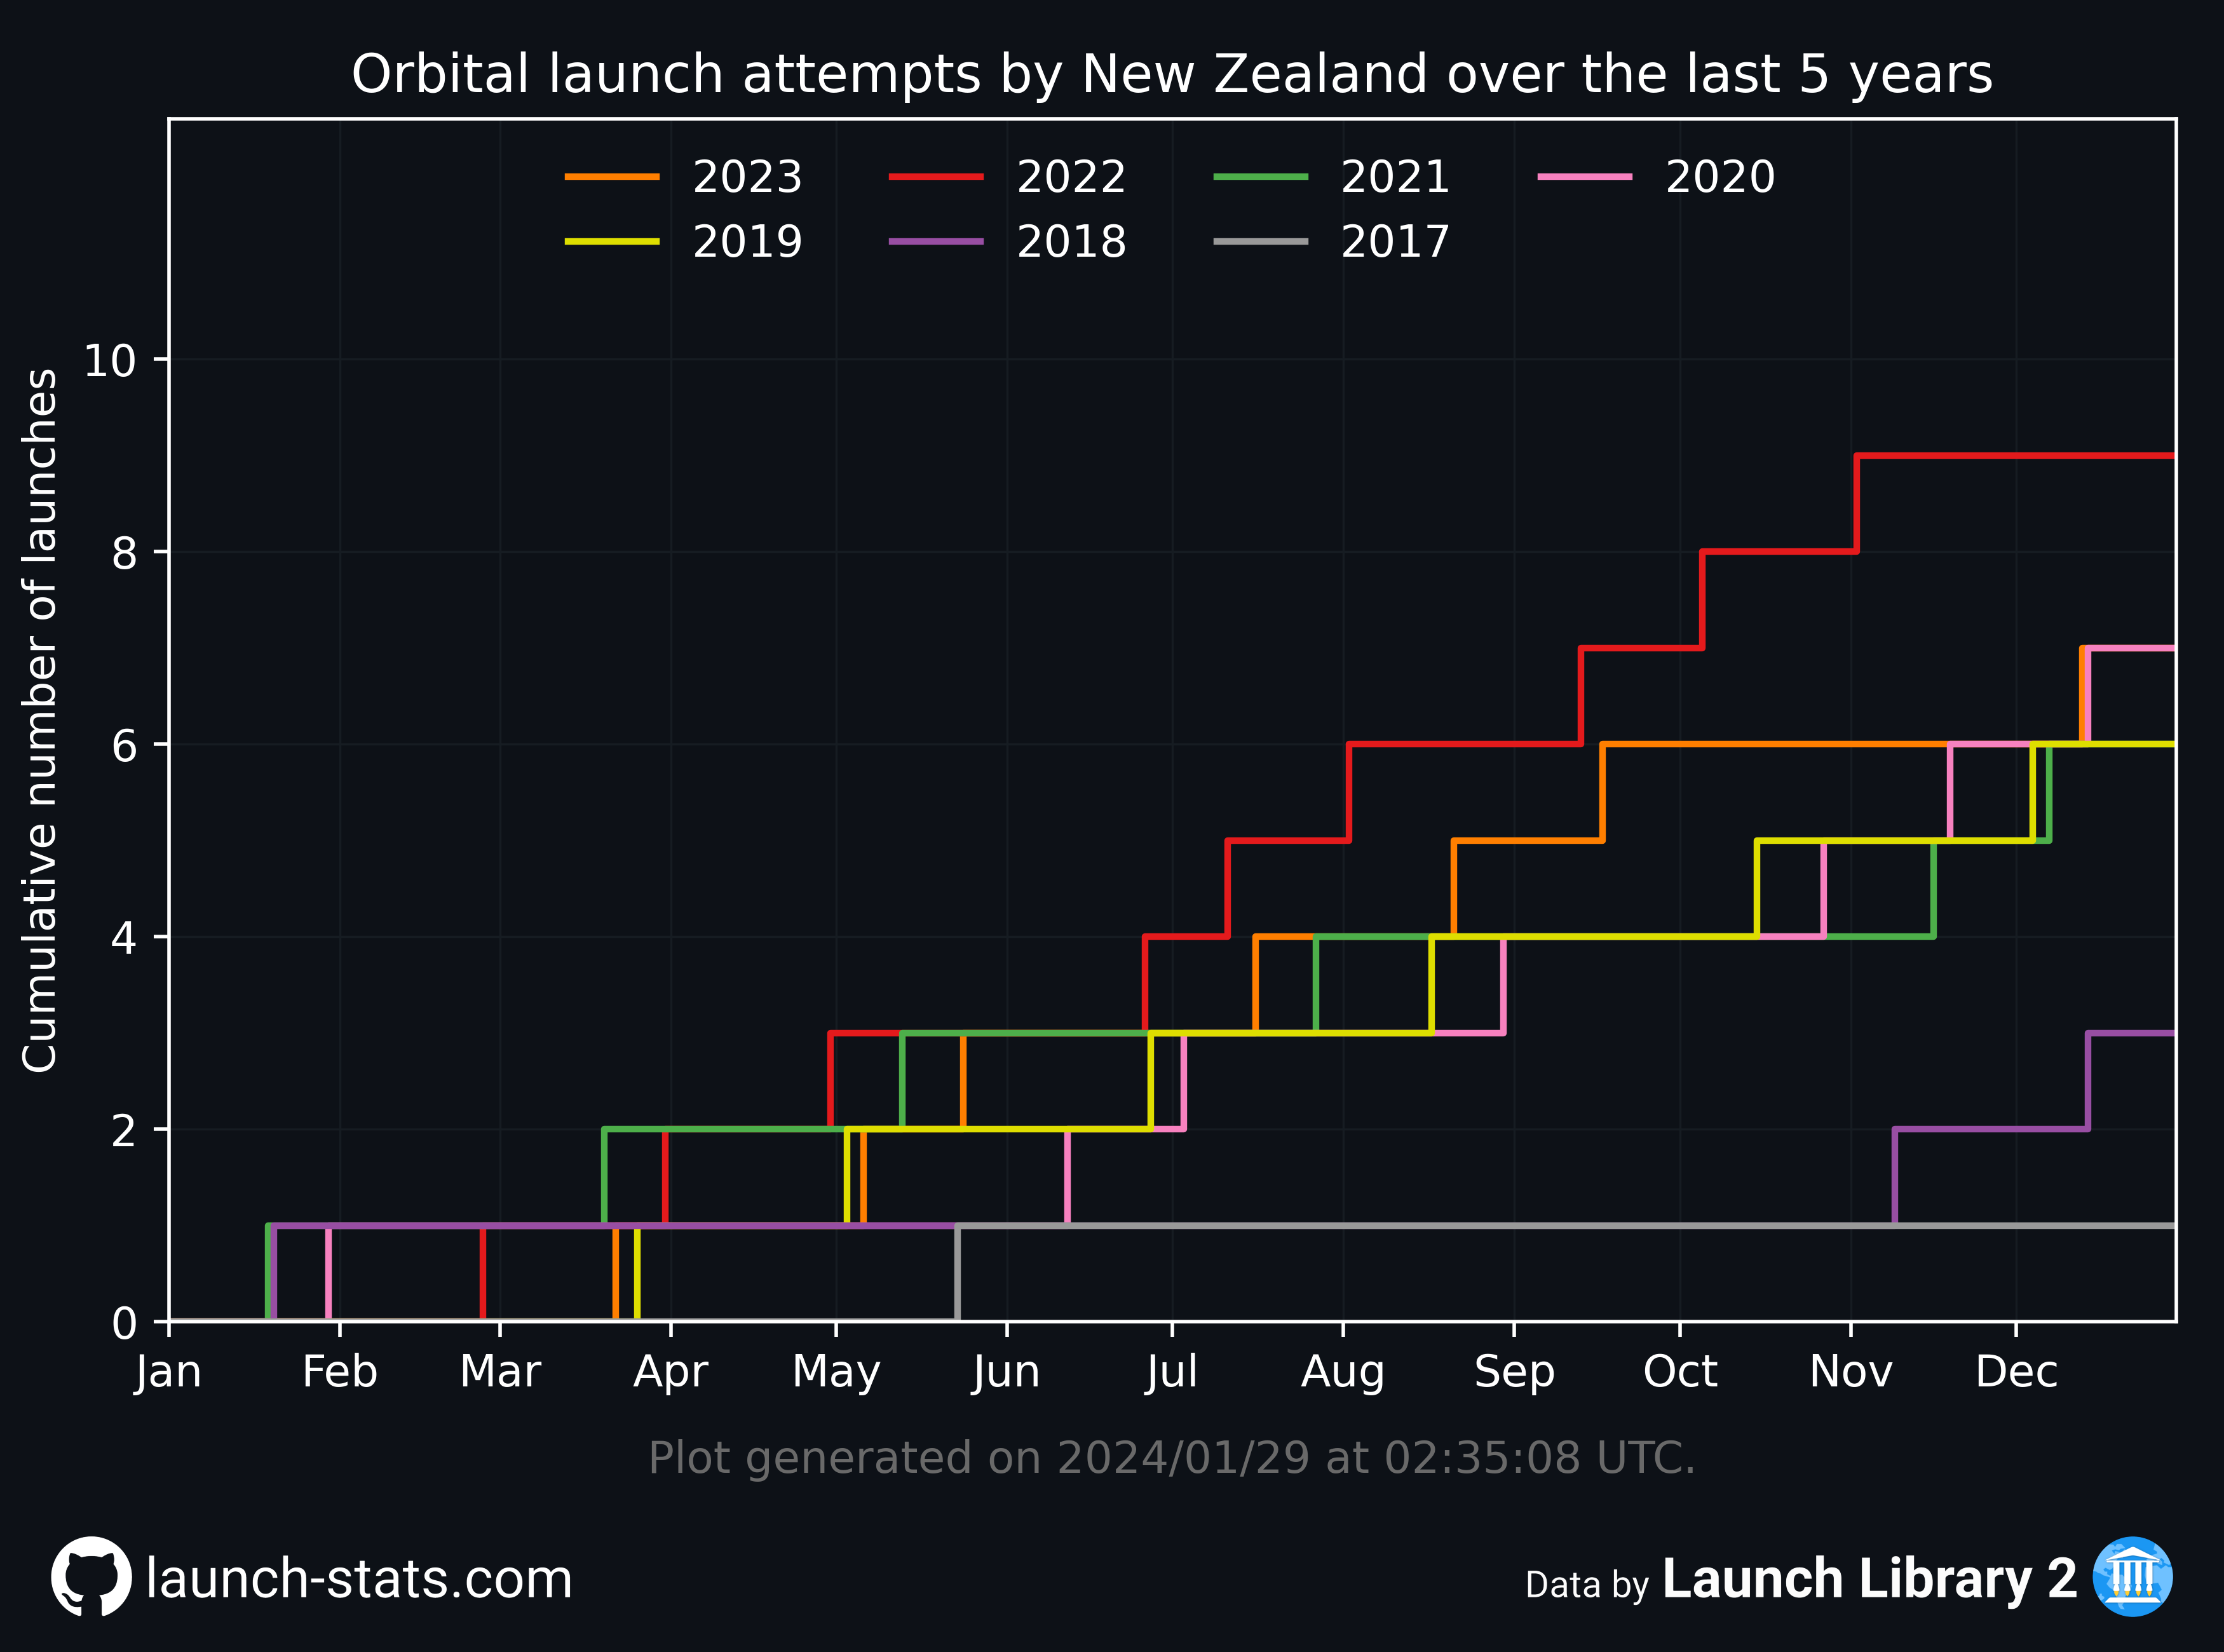 Orbital launch attempts by New Zealand over the last 5 years
2023 2022 2021 2020
2019 2018 2017
Cumulative number of launches
10
8
6
4
2
0
Jan Feb Mar Apr May Jun Jul Aug Sep Oct Nov Dec
Plot generated on 2024/01/29 at 02:35:08 UTC.
launch-stats.com
Data by Launch Library 2